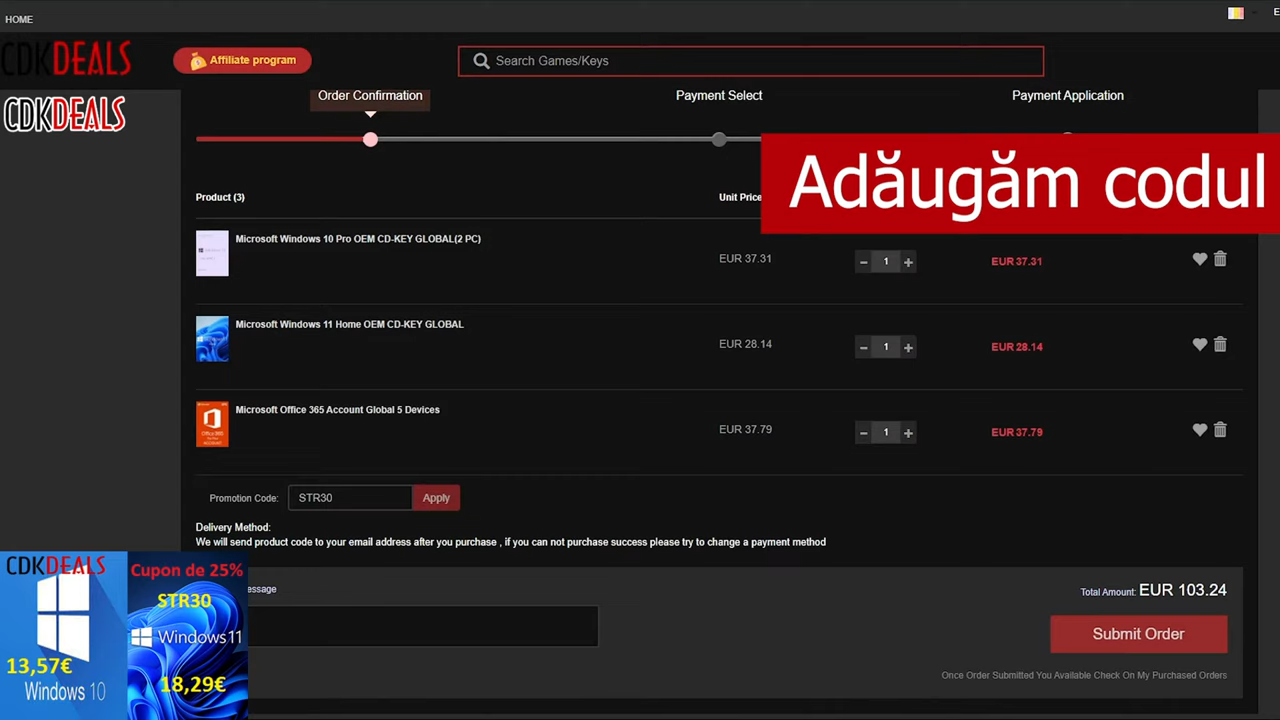 HOME
E
CDKDEALS
Affiliate program
Search Games/Keys
CDKDEALS
Order Confirmation
Payment Select
Payment Application
Adăugăm codul
Product (3)
Unit Price
Microsoft Windows 10 Pro OEM CD-KEY GLOBAL(2 PC)
EUR 37.31
1
EUR 37.31
Microsoft Windows 11 Home OEM CD-KEY GLOBAL
EUR 28.14
1
EUR 28.14
Microsoft Office 365 Account Global 5 Devices
EUR 37.79
1
EUR 37.79
Promotion Code:
STR30
Apply
Delivery Method:
We will send product code to your email address after you purchase , if you can not purchase success please try to change a payment method
essage
Total Amount: EUR 103.24
Submit Order
Once Order Submitted You Available Check On My Purchased Orders
CDKDEALS
13,57€
Windows 10
Cupon de 25%
STR30
Windows 11
18,29€